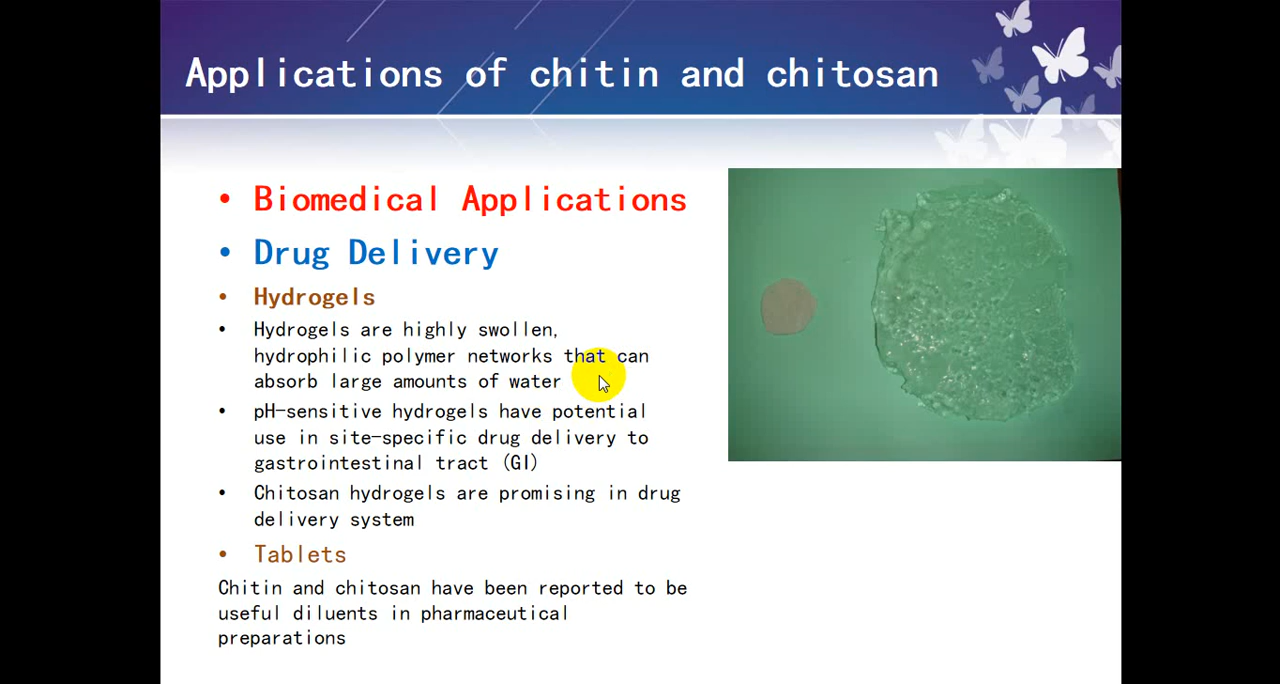 Applications of chitin and chitosan
• Biomedical Applications
• Drug Delivery
• Hydrogels
• Hydrogels are highly swollen,
hydrophilic polymer networks that can
absorb large amounts of water
• pH-sensitive hydrogels have potential
use in site-specific drug delivery to
gastrointestinal tract (GI)
• Chitosan hydrogels are promising in drug
delivery system
• Tablets
Chitin and chitosan have been reported to be
useful diluents in pharmaceutical
preparations